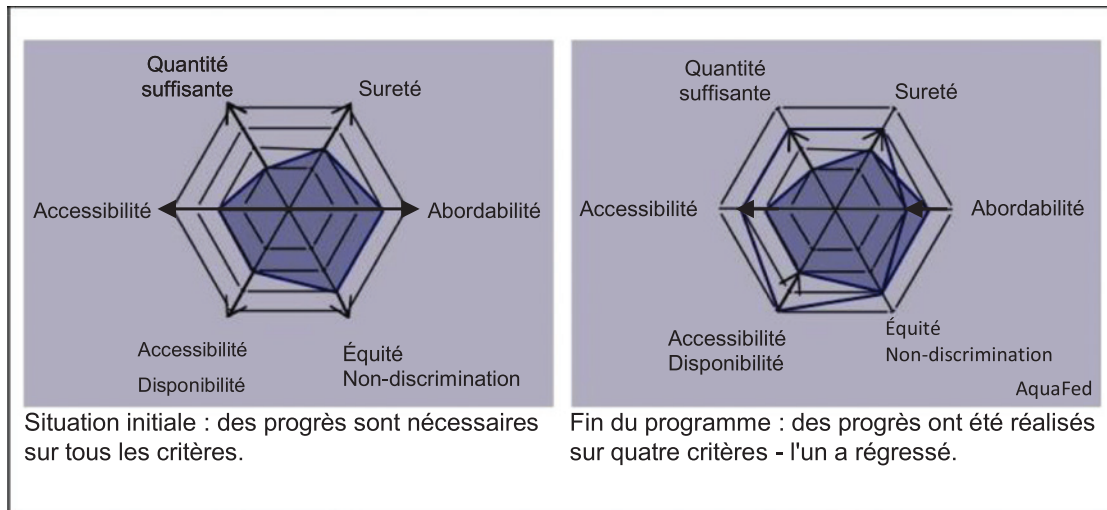 Quantité
suffisante
Sureté
Accessibilité
Abordabilité
Accessibilité
Disponibilité
Équité
Non-discrimination
Situation initiale : des progrès sont nécessaires
sur tous les critères.
Quantité
suffisante
Sureté
Accessibilité
Abordabilité
Accessibilité
Disponibilité
Équité
Non-discrimination
AquaFed
Fin du programme : des progrès ont été réalisés
sur quatre critères - l'un a régressé.